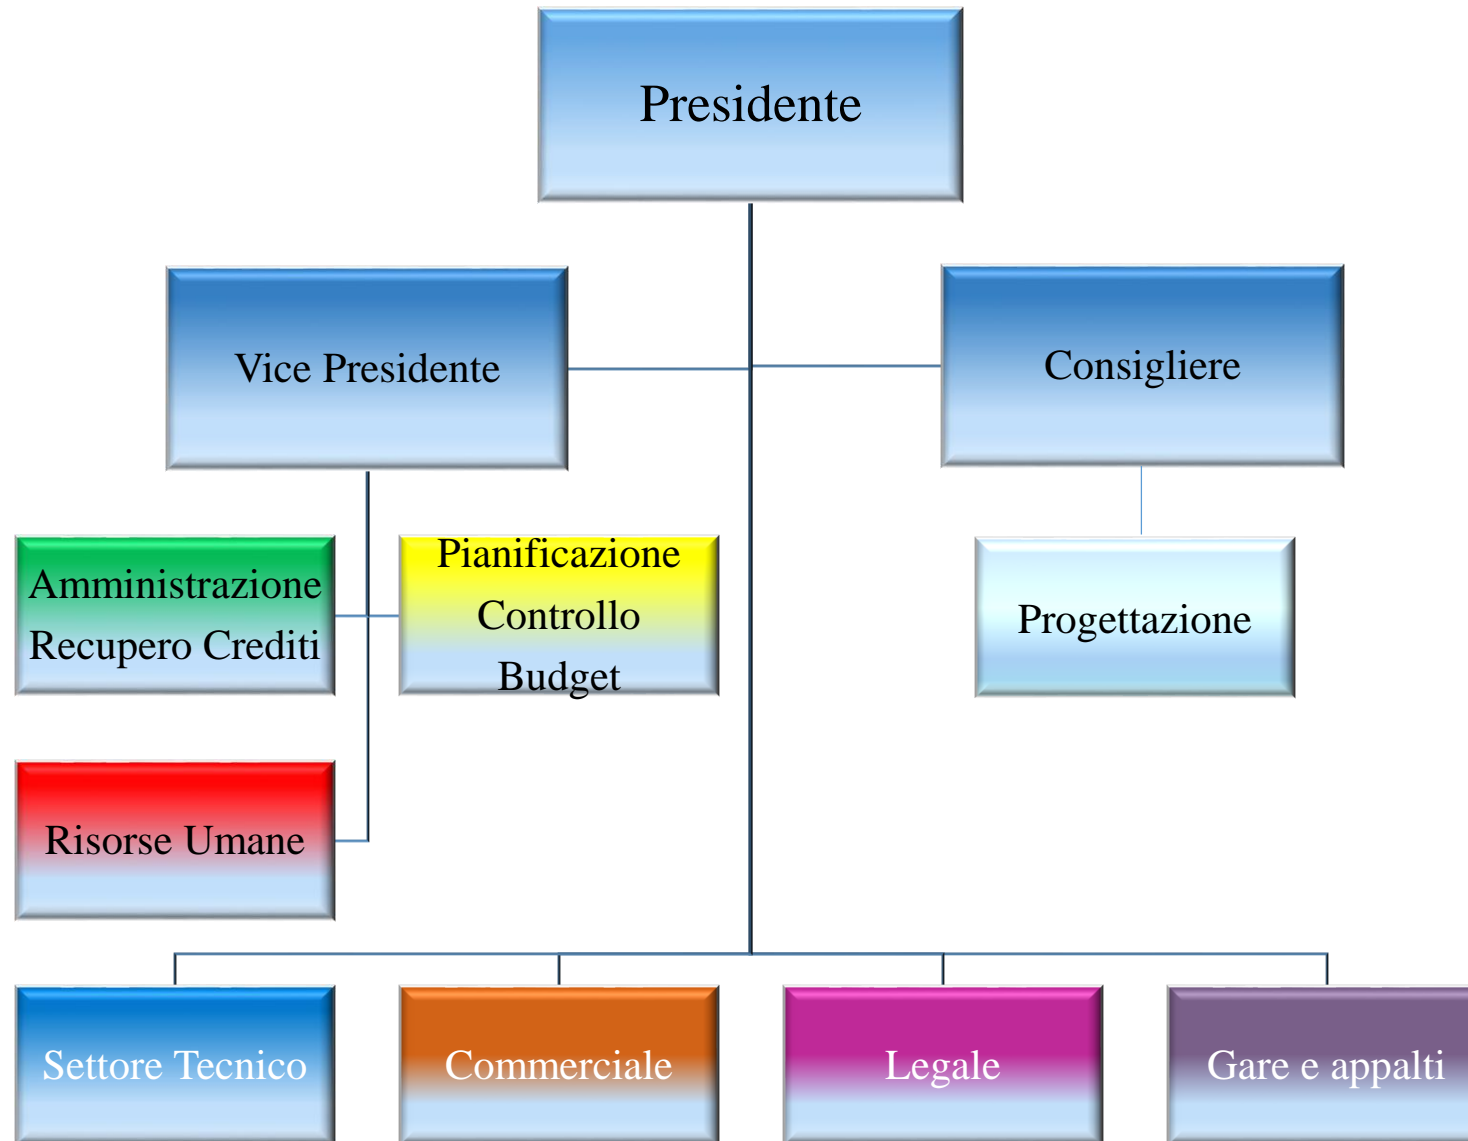 Presidente
Vice Presidente
Consigliere
Amministrazione
Recupero Crediti
Pianificazione
Controllo
Budget
Progettazione
Risorse Umane
Settore Tecnico
Commerciale
Legale
Gare e appalti